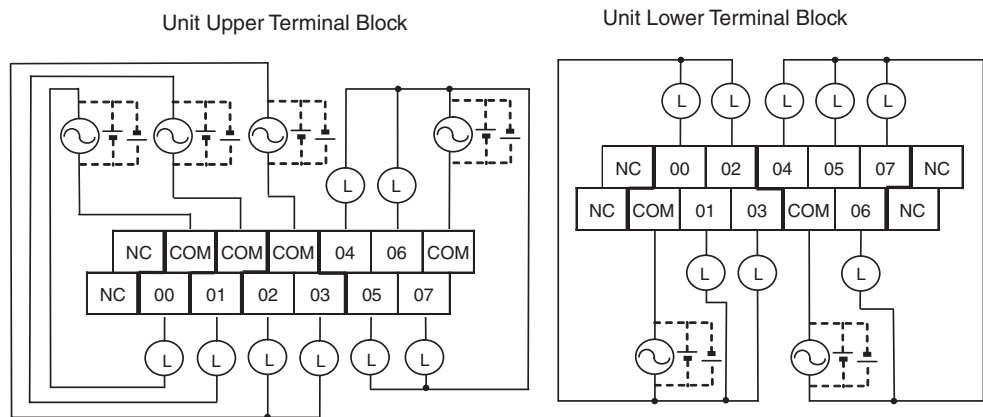 Unit Upper Terminal Block
Unit Lower Terminal Block
L L
NC COM COM COM 04 06 COM
NC 00 01 02 03 05 07
L L L L L L
L L L L L
NC 00 02 04 05 07 NC
NC COM 01 03 COM 06 NC
L L L